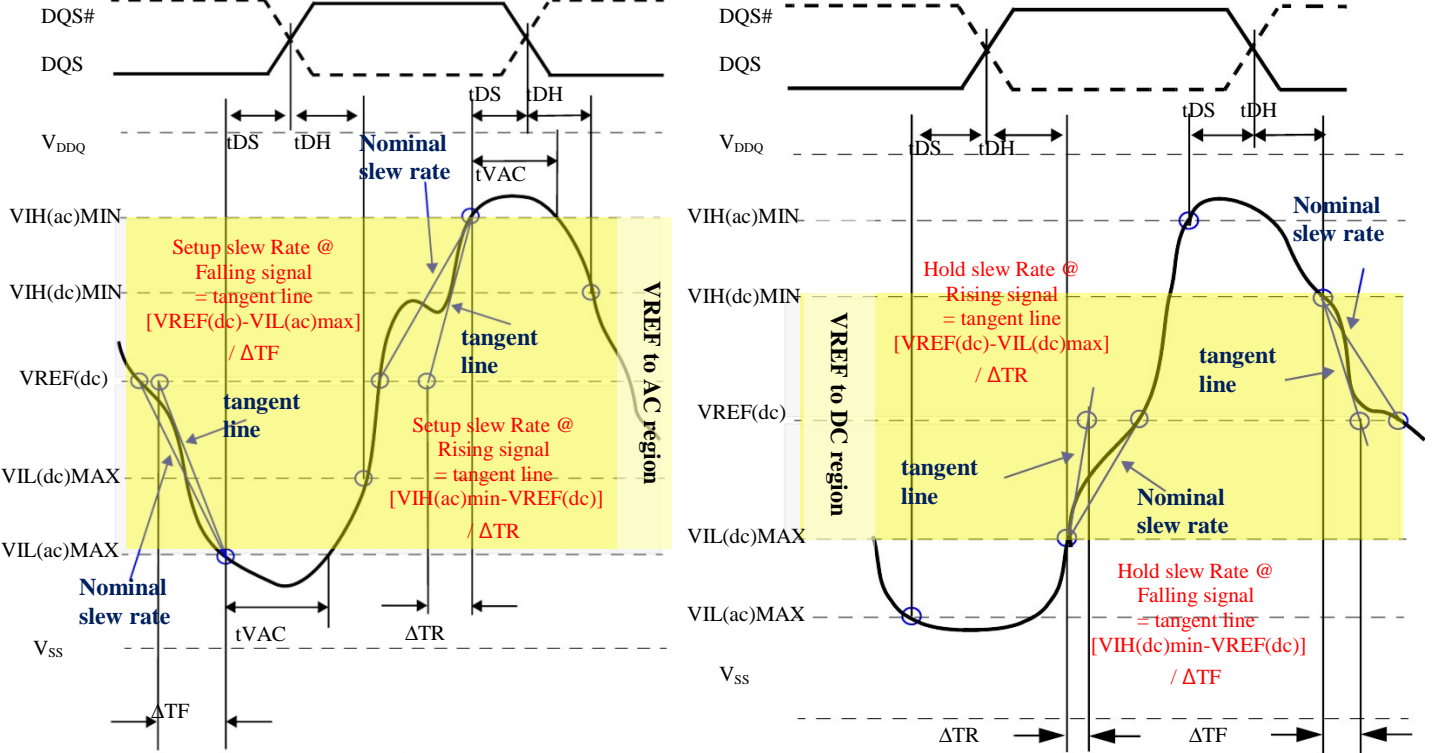 DQS#
DQS
tDS
tDH
tDS
tDH
VDDQ
Nominal
slew rate
tVAC
VIH(ac)MIN
Setup slew Rate @
Falling signal
= tangent line
[VREF(dc)-VIL(ac)max]
/ ΔTF
VIH(dc)MIN
tangent
line
VREF to AC region
VREF(dc)
tangent
line
Setup slew Rate @
Rising signal
= tangent line
[VIH(ac)min-VREF(dc)]
/ ΔTR
VIL(dc)MAX
VIL(ac)MAX
Nominal
slew rate
tVAC
ΔTR
VSS
ΔTF
DQS#
DQS
tDS
tDH
tDS
tDH
VDDQ
VIH(ac)MIN
Nominal
slew rate
Hold slew Rate @
Rising signal
= tangent line
[VREF(dc)-VIL(dc)max]
/ ΔTR
VIH(dc)MIN
VREF to DC region
tangent
line
VREF(dc)
tangent
line
Nominal
slew rate
VIL(dc)MAX
Hold slew Rate @
Falling signal
= tangent line
[VIH(dc)min-VREF(dc)]
/ ΔTF
VIL(ac)MAX
VSS
ΔTR
ΔTF